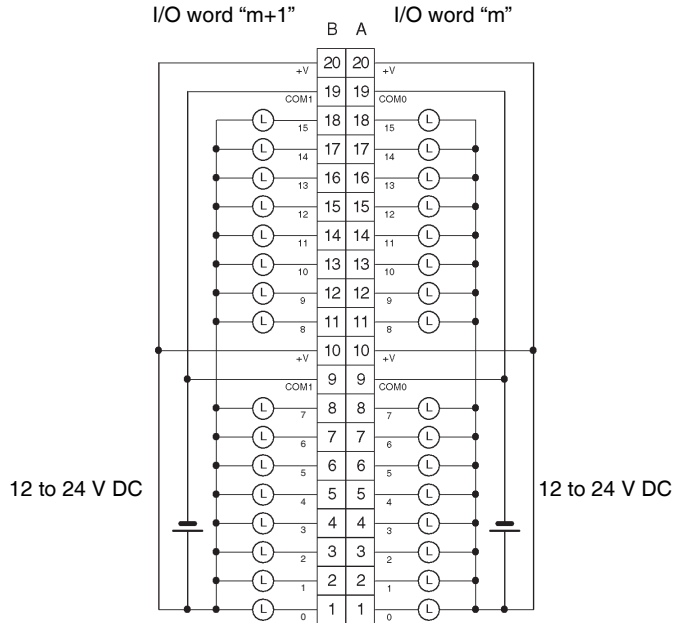 I/O word “m+1” I/O word “m”
B A
+V 20 20 +V
COM1 19 19 COM0
L 15 18 18 15 L
L 14 17 17 14 L
L 13 16 16 13 L
L 12 15 15 12 L
L 11 14 14 11 L
L 10 13 13 10 L
L 9 12 12 9 L
L 8 11 11 8 L
+V 10 10 +V
COM1 9 9 COM0
L 7 8 8 7 L
L 6 7 7 6 L
L 5 6 6 5 L
12 to 24 V DC L 4 5 5 4 L 12 to 24 V DC
L 3 4 4 3 L
L 2 3 3 2 L
L 1 2 2 1 L
L 0 1 1 0 L